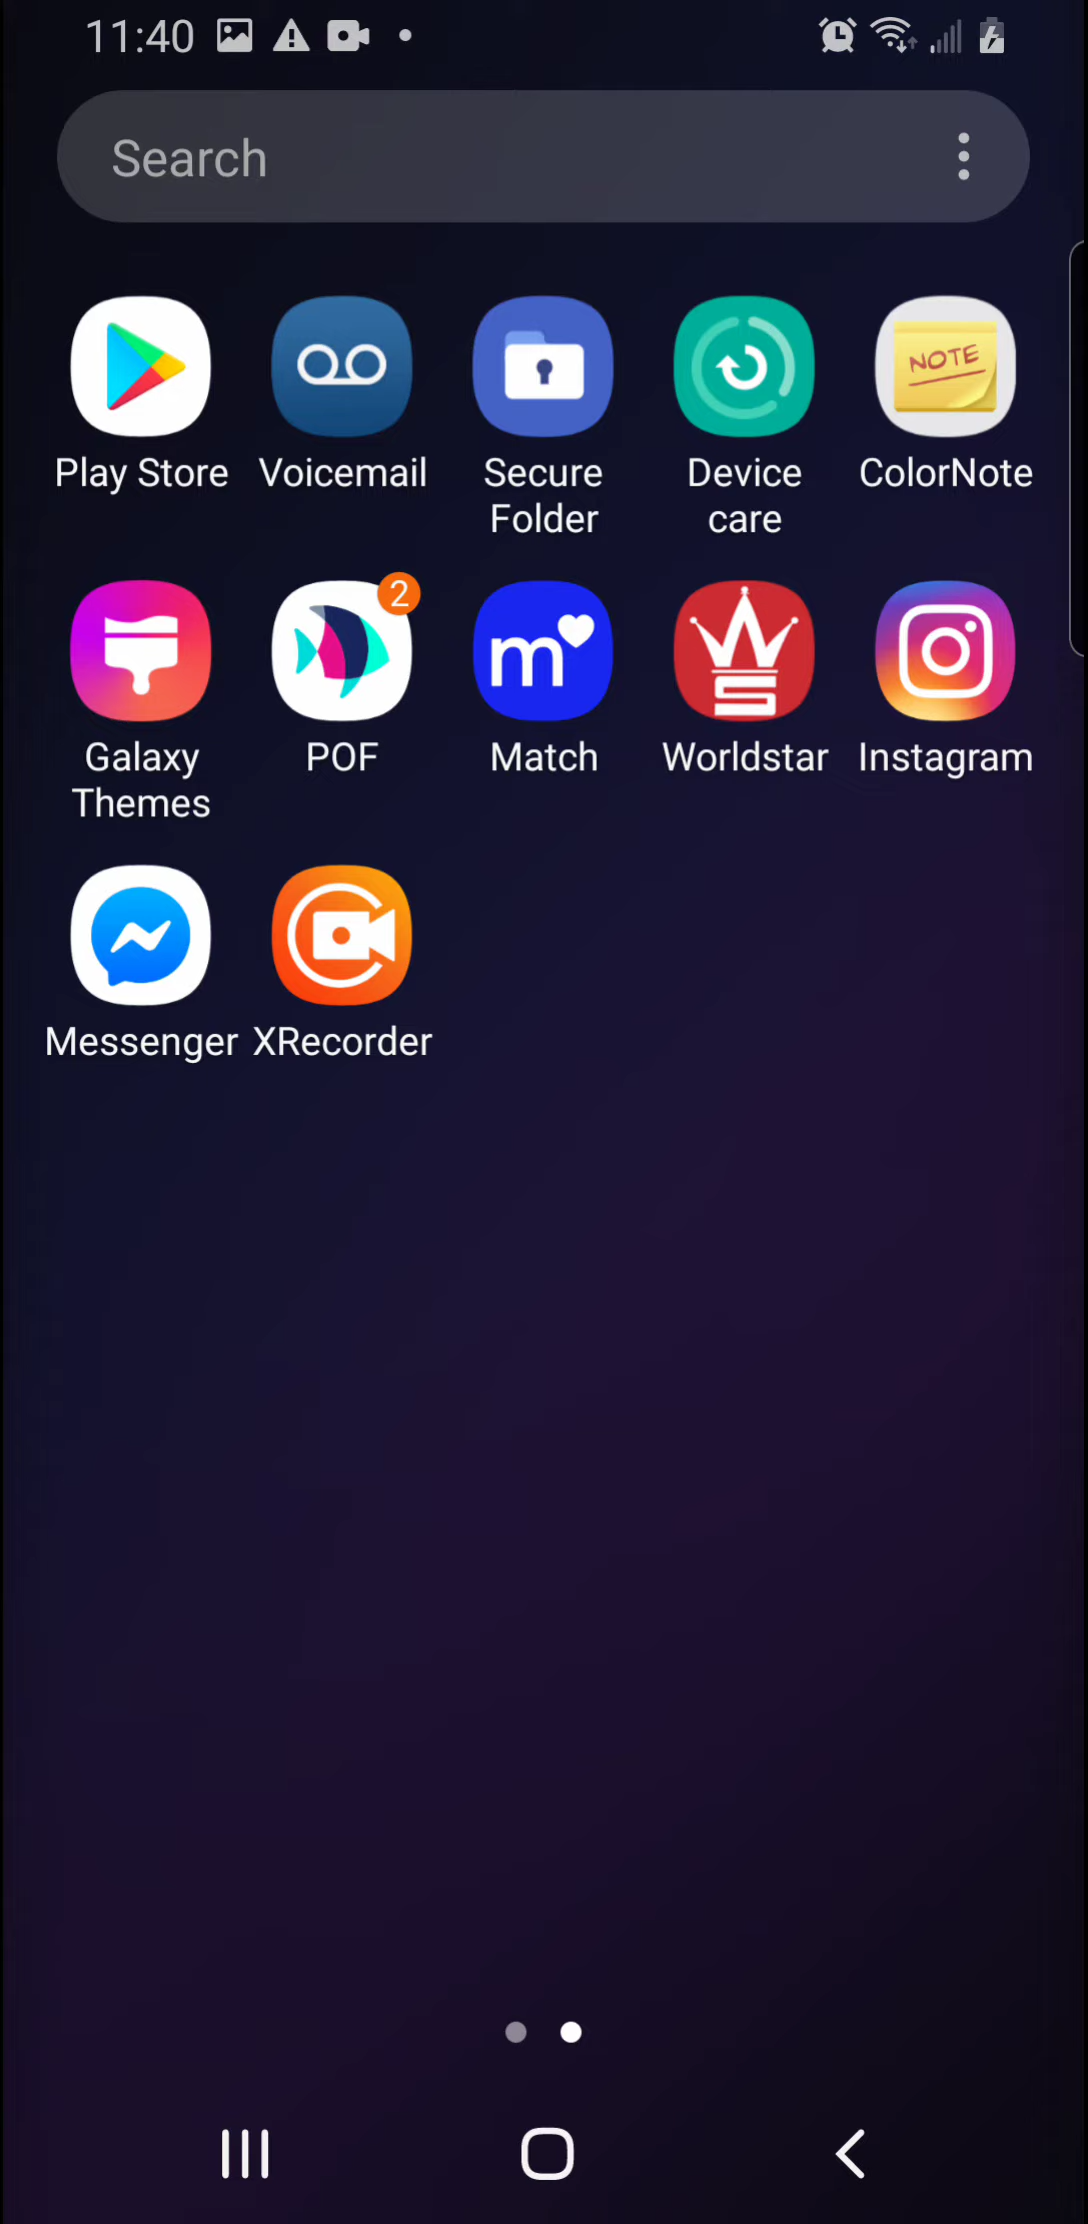 11:40
Search
NOTE
Play Store Voicemail Secure Folder Device care ColorNote
2
m
Galaxy Themes POF Match Worldstar Instagram
Messenger XRecorder